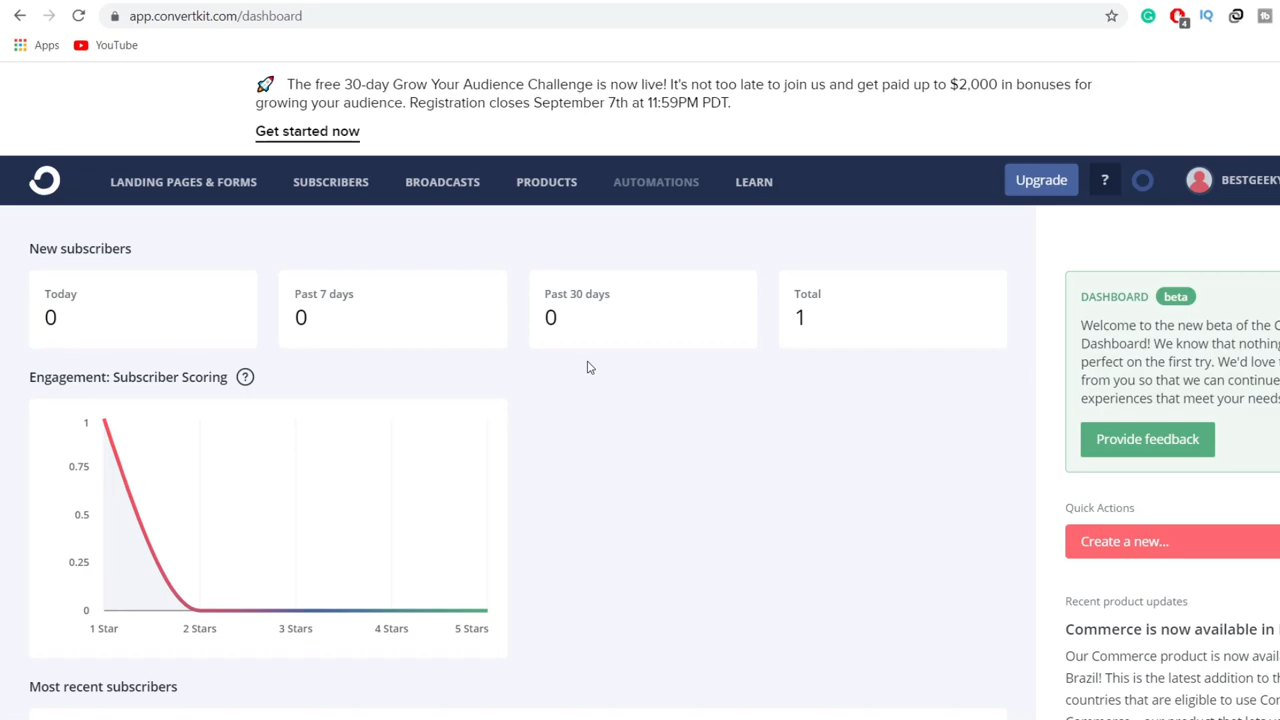 app.convertkit.com/dashboard
4
IQ
Apps
YouTube
🚀 The free 30-day Grow Your Audience Challenge is now live! It's not too late to join us and get paid up to $2,000 in bonuses for
growing your audience. Registration closes September 7th at 11:59PM PDT.
Get started now
LANDING PAGES & FORMS SUBSCRIBERS BROADCASTS PRODUCTS AUTOMATIONS LEARN Upgrade ? BESTGEEKY
New subscribers
Today
0
Past 7 days
0
Past 30 days
0
Total
1
Engagement: Subscriber Scoring ?
1
0.75
0.5
0.25
0
1 Star 2 Stars 3 Stars 4 Stars 5 Stars
Most recent subscribers
DASHBOARD beta
Welcome to the new beta of the C
Dashboard! We know that nothing
perfect on the first try. We'd love
from you so that we can continue
experiences that meet your needs
Provide feedback
Quick Actions
Create a new...
Recent product updates
Commerce is now available in
Our Commerce product is now avail
Brazil! This is the latest addition to th
countries that are eligible to use Co